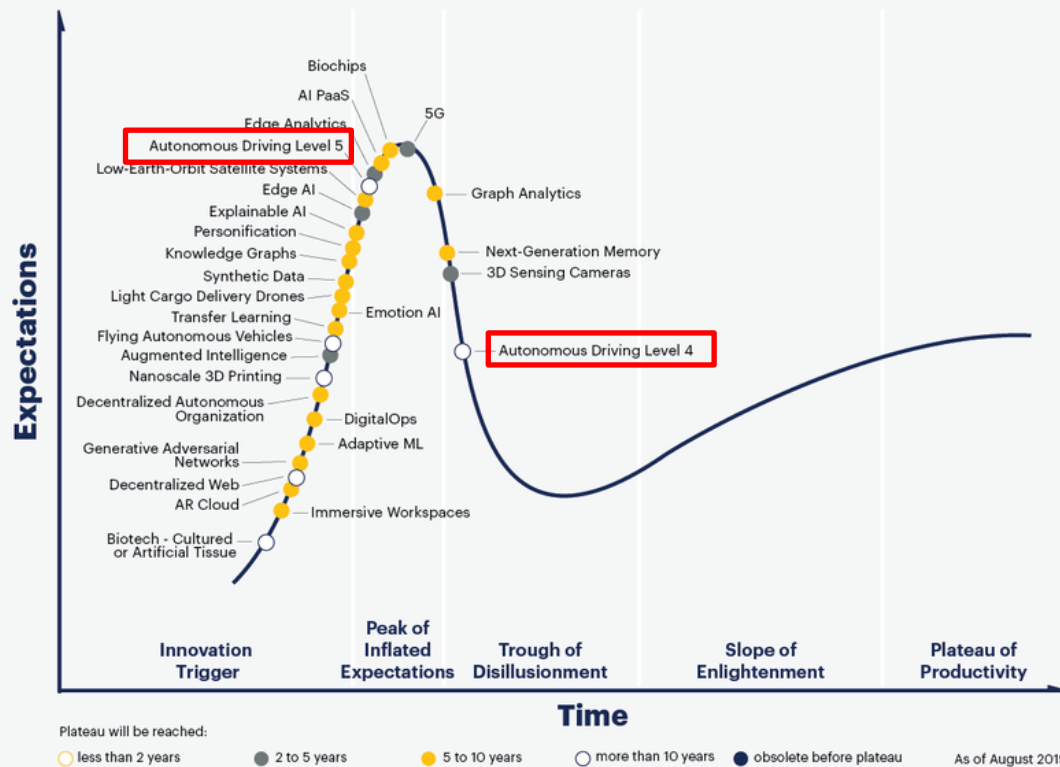 Biochips
AI PaaS
5G
Edge Analytics
Autonomous Driving Level 5
Low-Earth-Orbit Satellite Systems
Edge AI
Graph Analytics
Explainable AI
Personification
Knowledge Graphs
Next-Generation Memory
Synthetic Data
3D Sensing Cameras
Light Cargo Delivery Drones
Emotion AI
Transfer Learning
Flying Autonomous Vehicles
Augmented Intelligence
Autonomous Driving Level 4
Nanoscale 3D Printing
Decentralized Autonomous
Organization
DigitalOps
Adaptive ML
Generative Adversarial
Networks
Decentralized Web
AR Cloud
Immersive Workspaces
Biotech - Cultured
or Artificial Tissue
Expectations
Innovation
Trigger
Peak of
Inflated
Expectations
Trough of
Disillusionment
Slope of
Enlightenment
Plateau of
Productivity
Time
Plateau will be reached:
less than 2 years
2 to 5 years
5 to 10 years
more than 10 years
obsolete before plateau
As of August